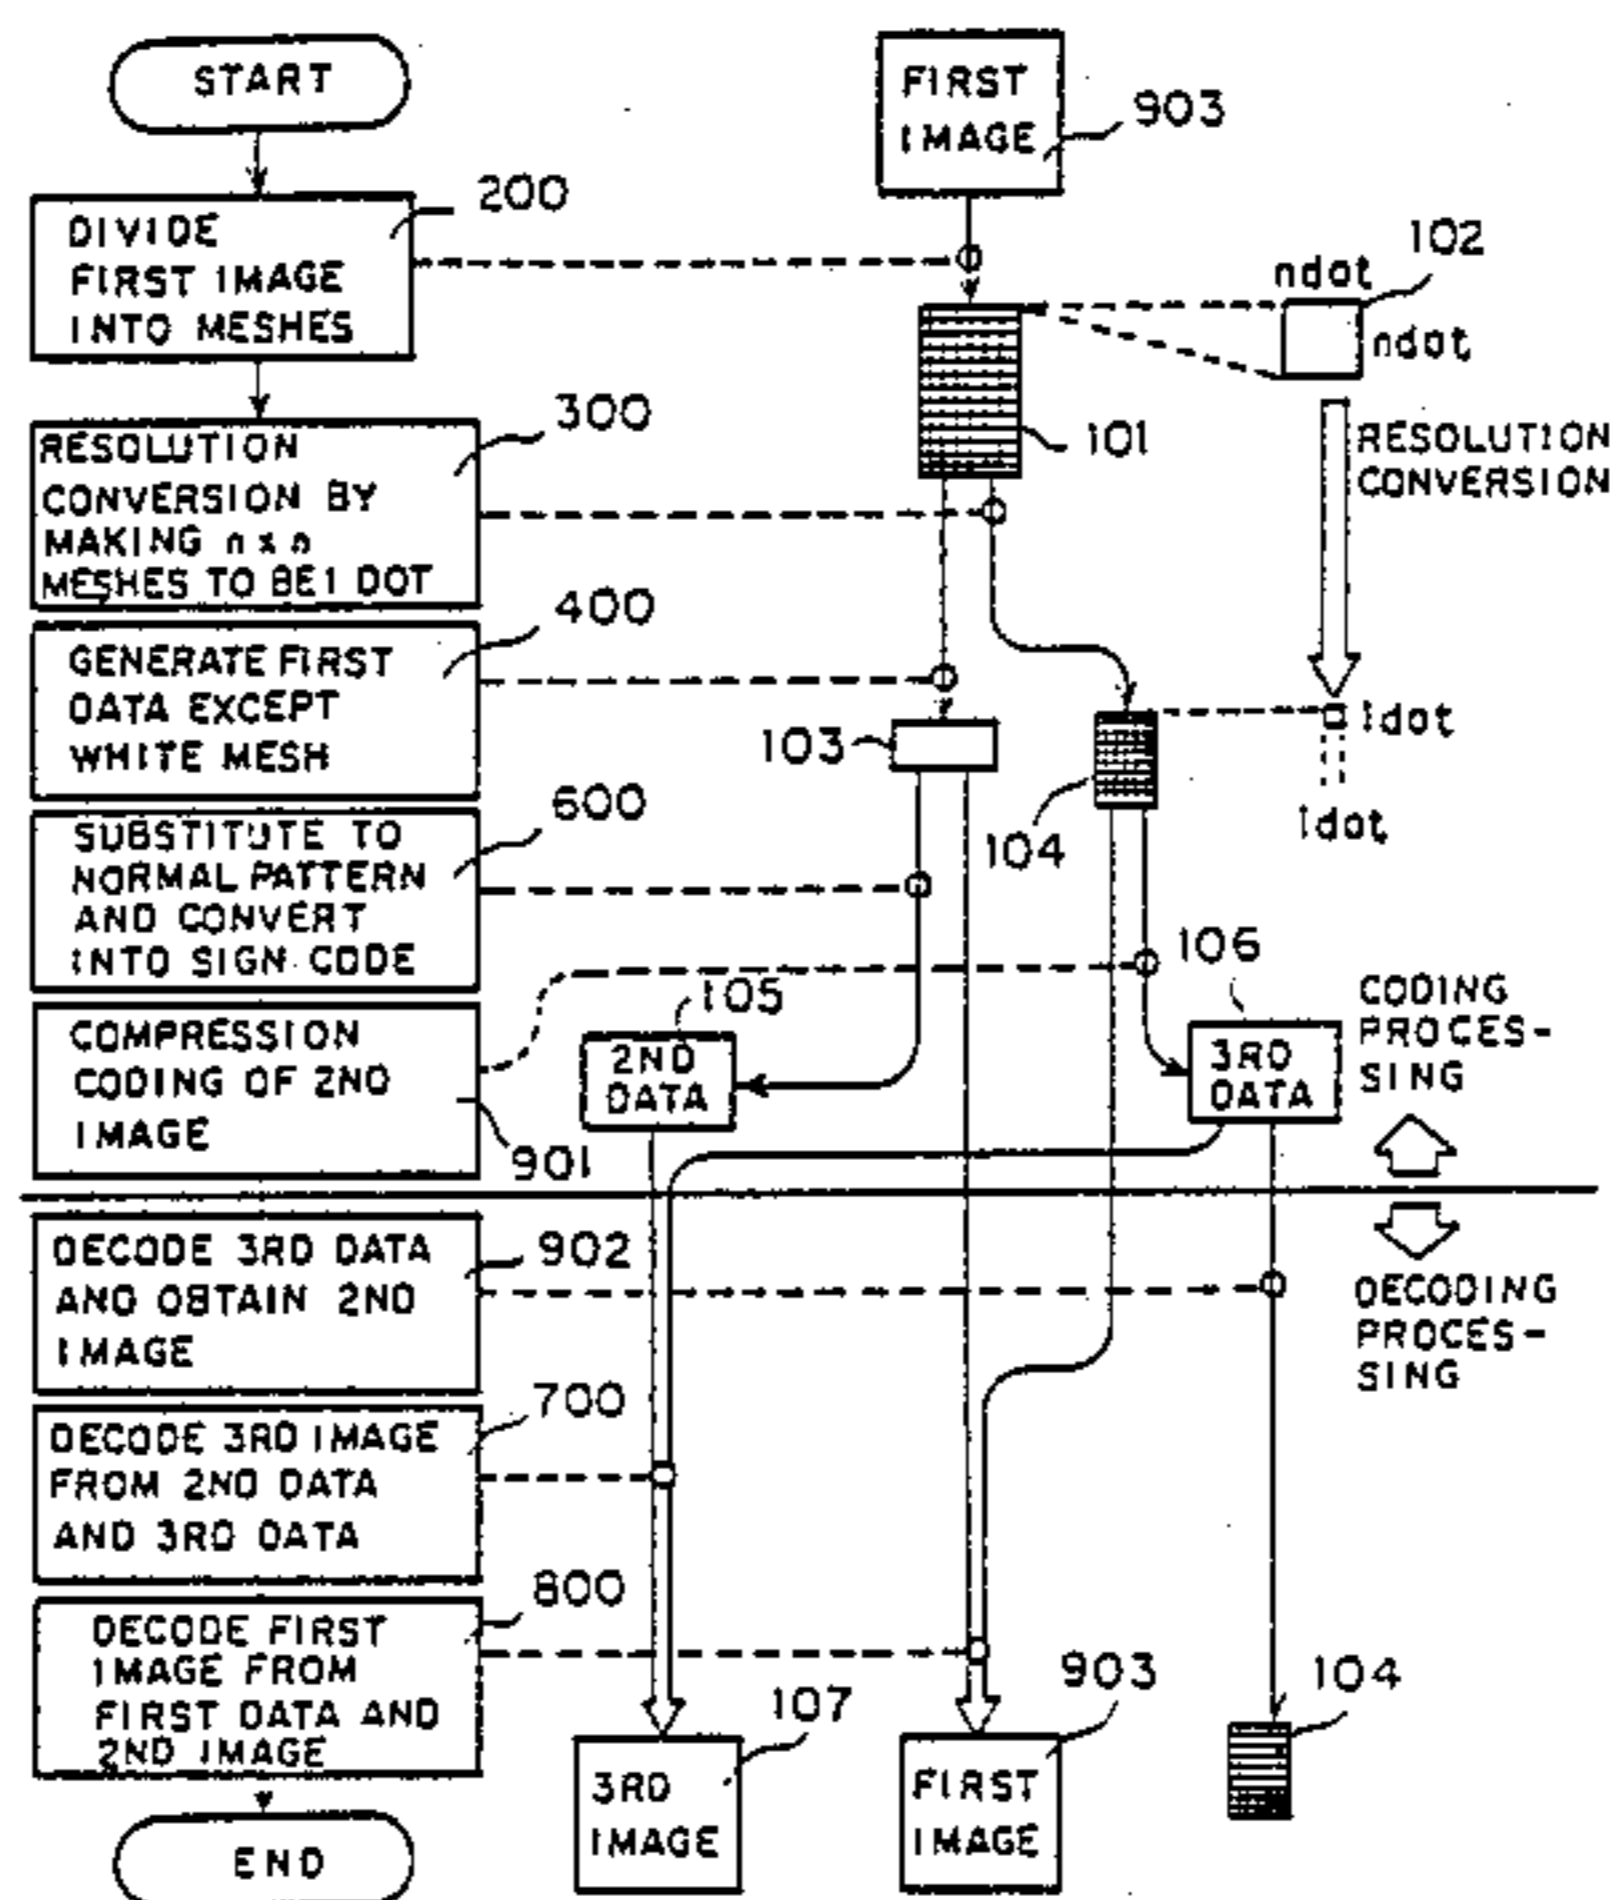 START
FIRST
IMAGE
903
200
DIVIDE
FIRST IMAGE
INTO MESHES
102
ndot
ndot
300
RESOLUTION
CONVERSION BY
MAKING n x n
MESHES TO BE 1 DOT
101
RESOLUTION
CONVERSION
400
GENERATE FIRST
DATA EXCEPT
WHITE MESH
103
104
1dot
1dot
600
SUBSTITUTE TO
NORMAL PATTERN
AND CONVERT
INTO SIGN CODE
105
2ND
DATA
106
3RD
DATA
CODING
PROCES-
SING
COMPRESSION
CODING OF 2ND
IMAGE
901
DECODE 3RD DATA
AND OBTAIN 2ND
IMAGE
902
DECODING
PROCES-
SING
700
DECODE 3RD IMAGE
FROM 2ND DATA
AND 3RD DATA
800
DECODE FIRST
IMAGE FROM
FIRST DATA AND
2ND IMAGE
107
3RD
IMAGE
903
FIRST
IMAGE
104
END